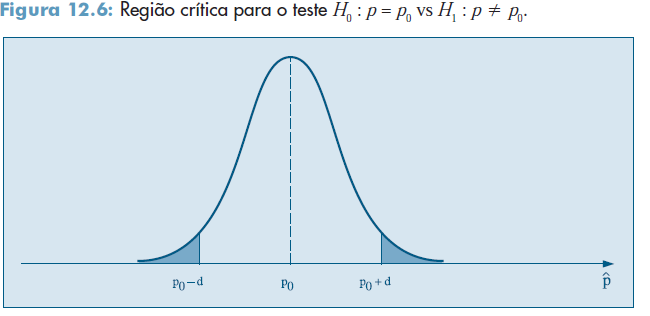 Figura 12.6: Região crítica para o teste H₀ : p = p₀ vs H₁ : p ≠ p₀.
p₀−d p₀ p₀+d p̂